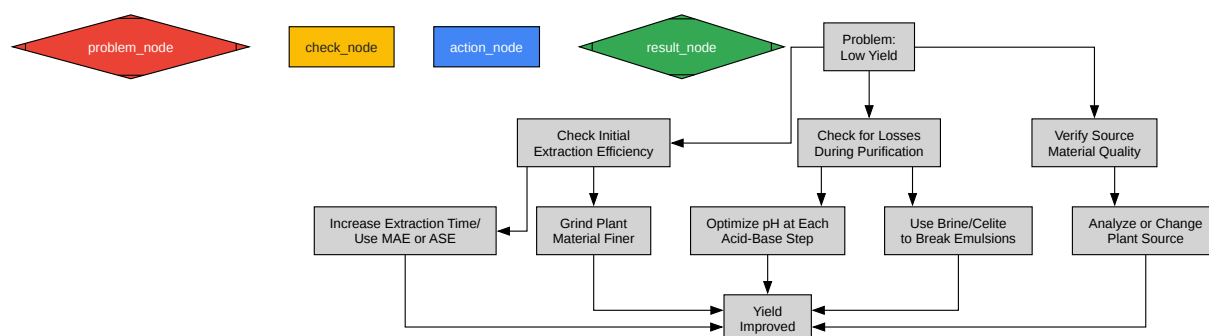 problem_node
check_node
action_node
result_node
Problem:
Low Yield
Check Initial
Extraction Efficiency
Check for Losses
During Purification
Verify Source
Material Quality
Increase Extraction Time/
Use MAE or ASE
Grind Plant
Material Finer
Optimize pH at Each
Acid-Base Step
Use Brine/Celite
to Break Emulsions
Analyze or Change
Plant Source
Yield
Improved